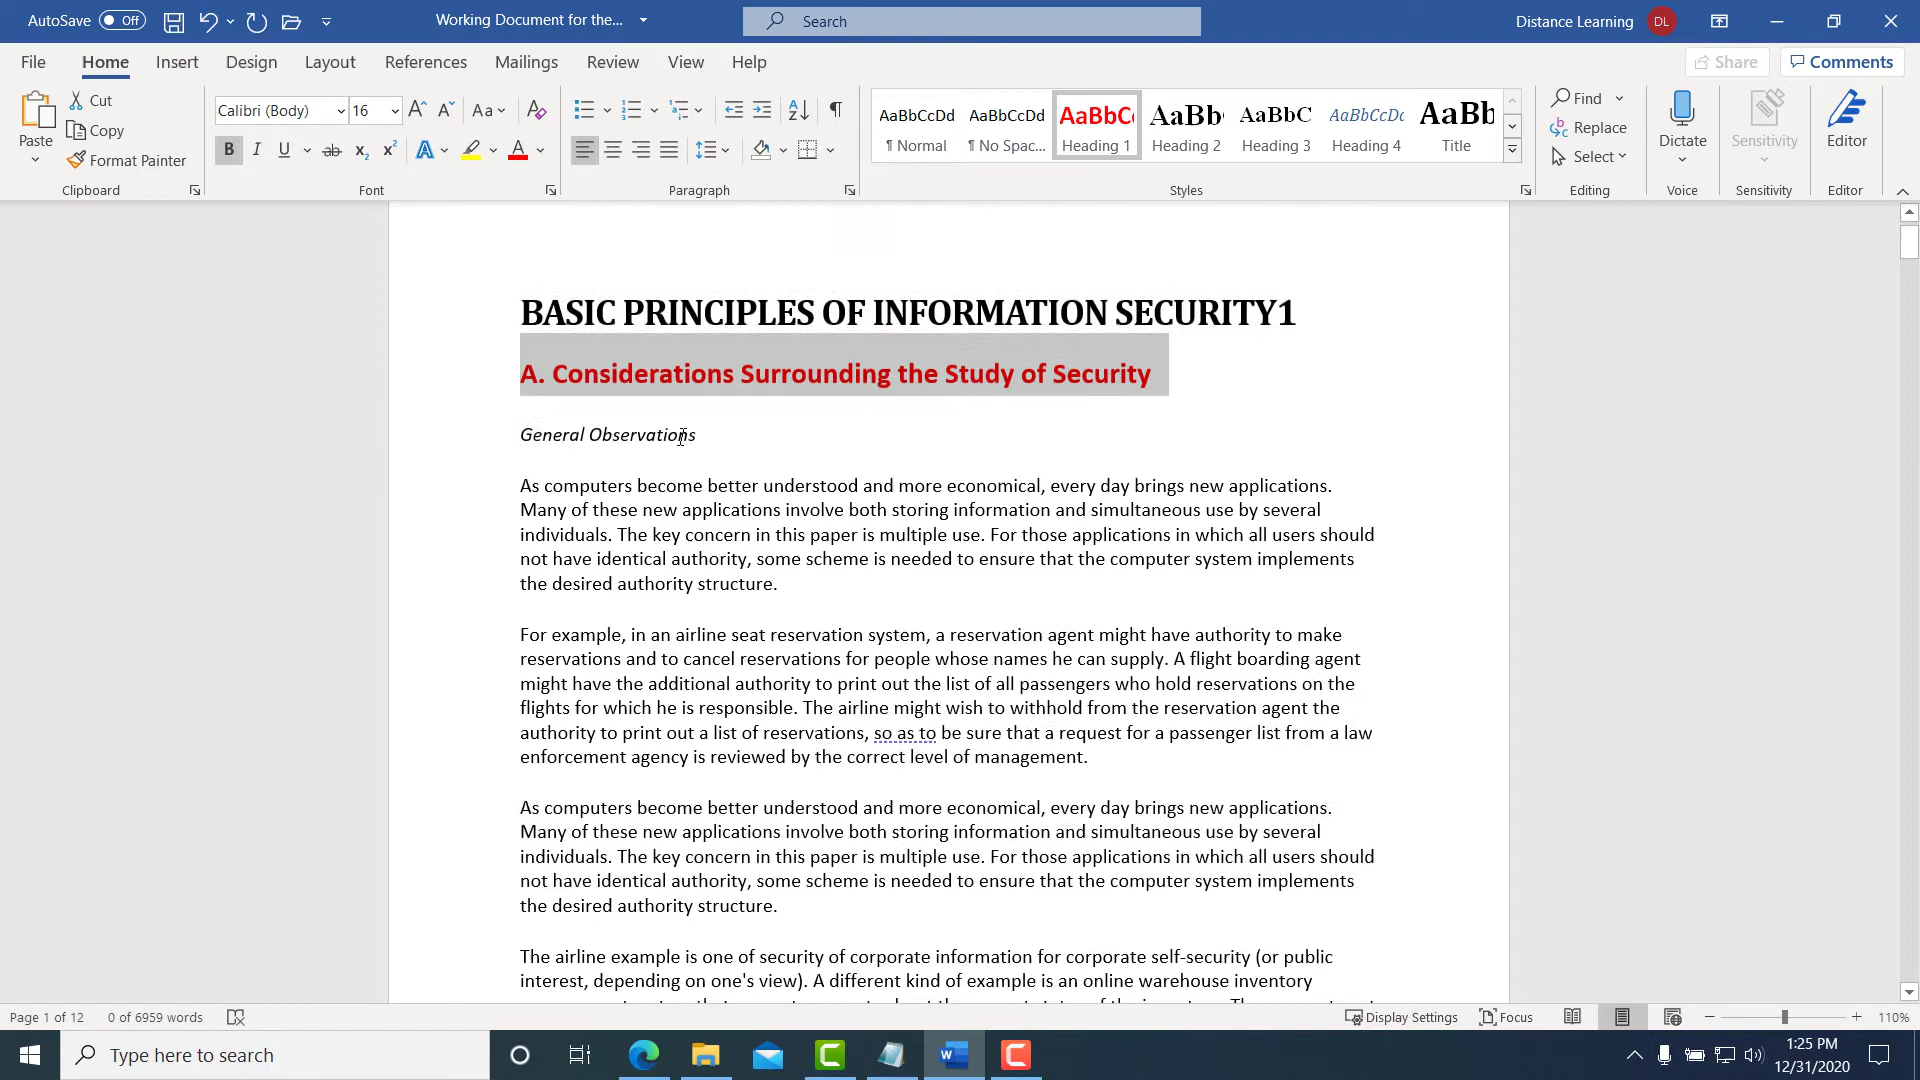 AutoSave Off Working Document for the... Search Distance Learning DL
File Home Insert Design Layout References Mailings Review View Help Share Comments
Paste Cut Copy Format Painter Clipboard
Calibri (Body) 16 Aa Font
Paragraph
AaBbCcDd AaBbCcDd AaBbCc AaBb AaBbC AaBbCcDd AaBb
¶ Normal ¶ No Spac... Heading 1 Heading 2 Heading 3 Heading 4 Title
Styles
Find Replace Select Editing
Dictate Voice
Sensitivity Sensitivity
Editor Editor
BASIC PRINCIPLES OF INFORMATION SECURITY1
A. Considerations Surrounding the Study of Security
General Observations
As computers become better understood and more economical, every day brings new applications.
Many of these new applications involve both storing information and simultaneous use by several
individuals. The key concern in this paper is multiple use. For those applications in which all users should
not have identical authority, some scheme is needed to ensure that the computer system implements
the desired authority structure.
For example, in an airline seat reservation system, a reservation agent might have authority to make
reservations and to cancel reservations for people whose names he can supply. A flight boarding agent
might have the additional authority to print out the list of all passengers who hold reservations on the
flights for which he is responsible. The airline might wish to withhold from the reservation agent the
authority to print out a list of reservations, so as to be sure that a request for a passenger list from a law
enforcement agency is reviewed by the correct level of management.
As computers become better understood and more economical, every day brings new applications.
Many of these new applications involve both storing information and simultaneous use by several
individuals. The key concern in this paper is multiple use. For those applications in which all users should
not have identical authority, some scheme is needed to ensure that the computer system implements
the desired authority structure.
The airline example is one of security of corporate information for corporate self-security (or public
interest, depending on one's view). A different kind of example is an online warehouse inventory
Page 1 of 12 0 of 6959 words Display Settings Focus 110%
Type here to search 1:25 PM
12/31/2020